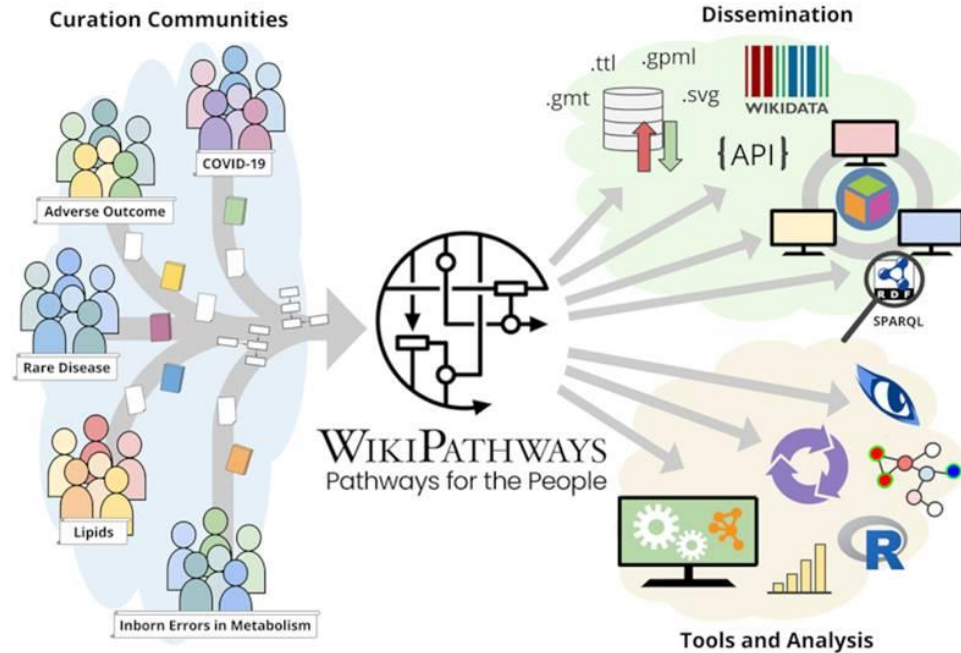 Curation Communities
COVID-19
Adverse Outcome
Rare Disease
Lipids
Inborn Errors in Metabolism
WIKIPATHWAYS
Pathways for the People
Dissemination
.ttl
.gpml
.gmt
.svg
WIKIDATA
{API}
RDF
SPARQL
R
Tools and Analysis